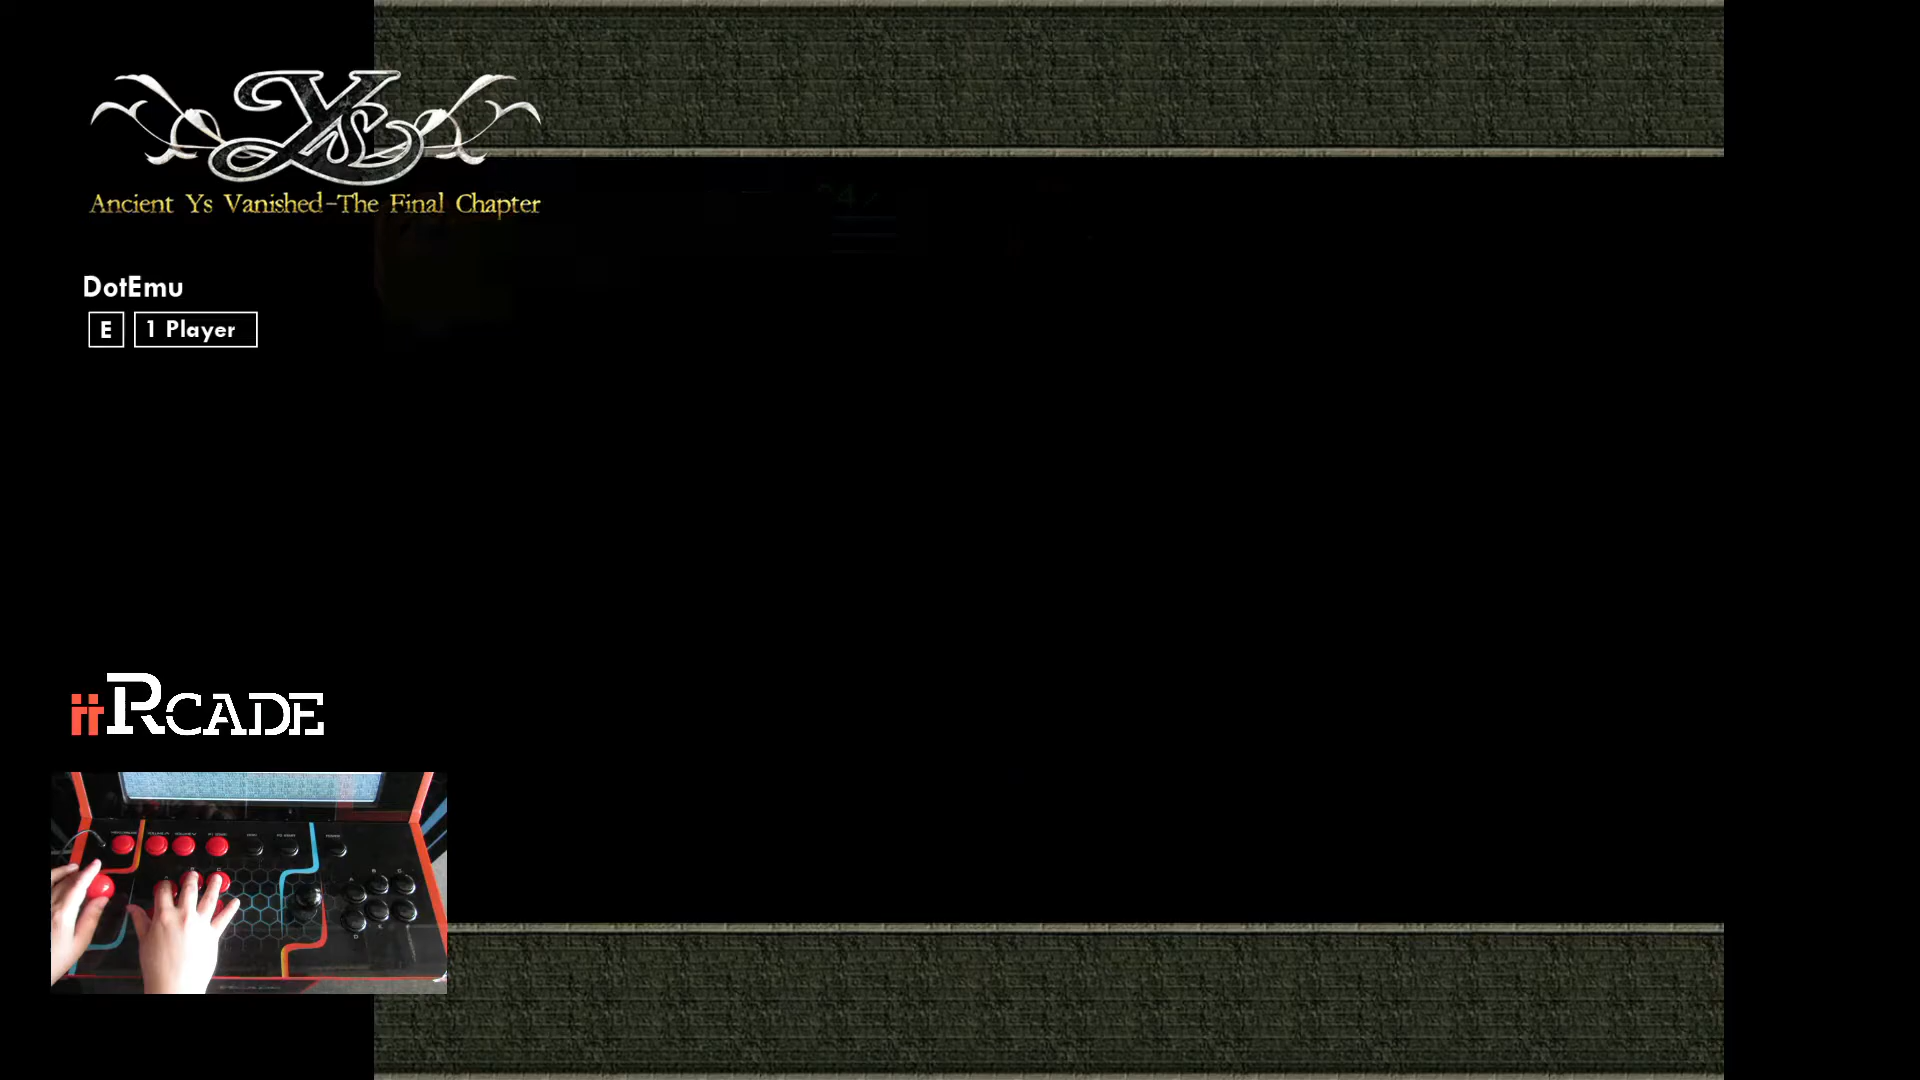 Ys
Ancient Ys Vanished-The Final Chapter
DotEmu
E 1 Player
iiRCADE